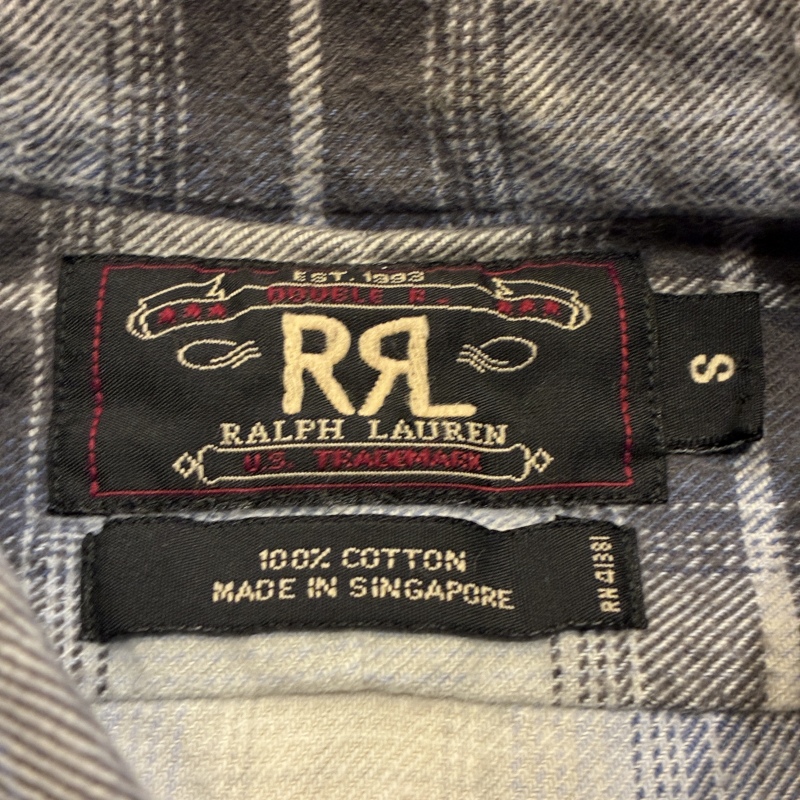 EST. 1993
DOUBLE R.L.
RRL
RALPH LAUREN
U.S. TRADEMARK
S
100% COTTON
MADE IN SINGAPORE
RN 41381